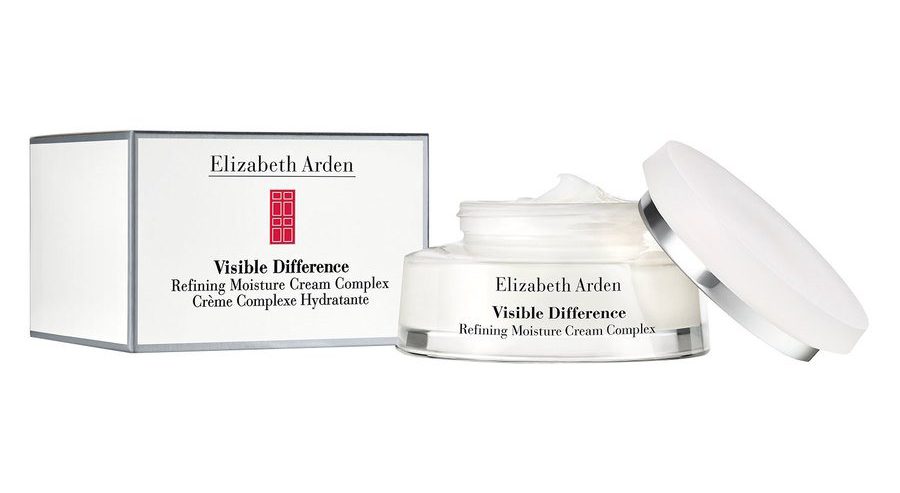 Elizabeth Arden
Visible Difference
Refining Moisture Cream Complex
Crème Complexe Hydratante
Elizabeth Arden
Visible Difference
Refining Moisture Cream Complex